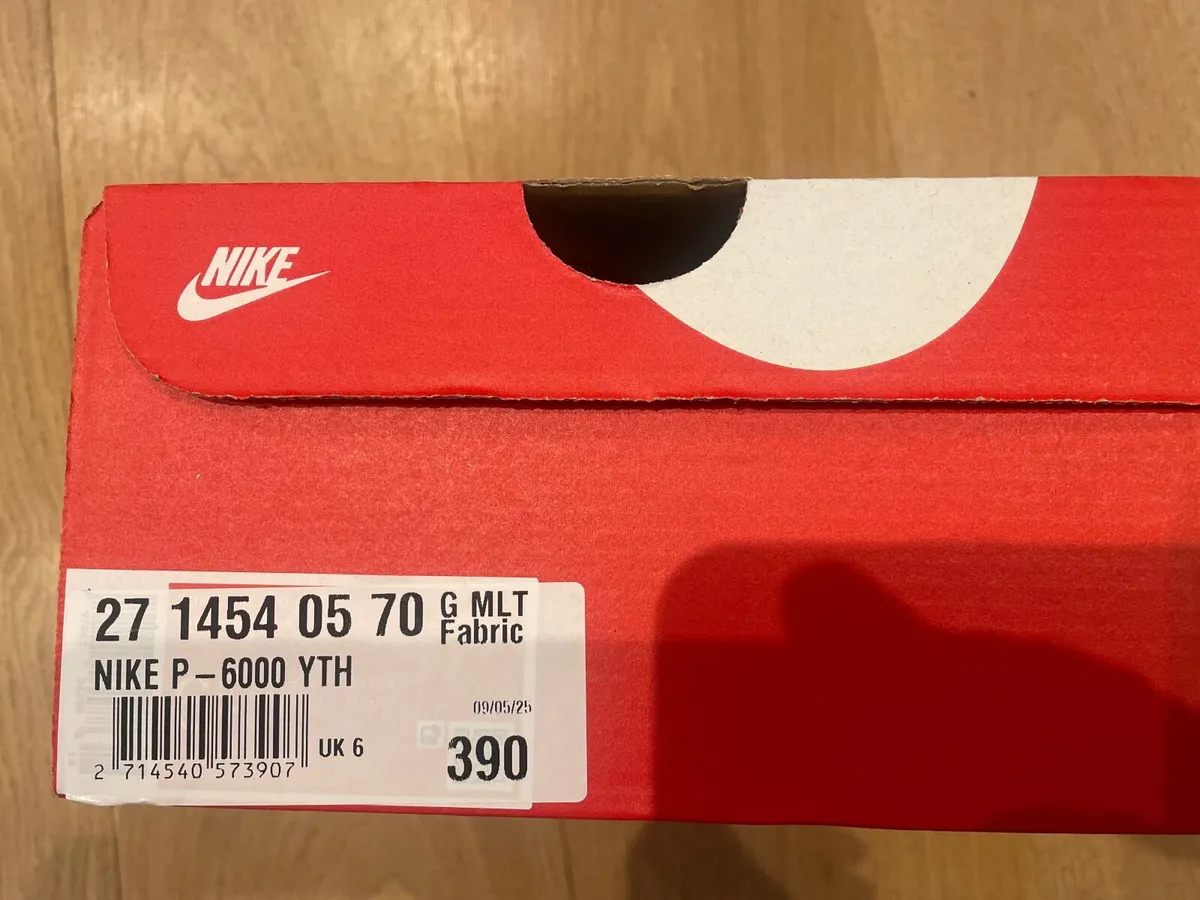 NIKE
27 1454 05 70 G MLT
Fabric
NIKE P-6000 YTH
09/05/25
UK 6
390
2 714540 573907